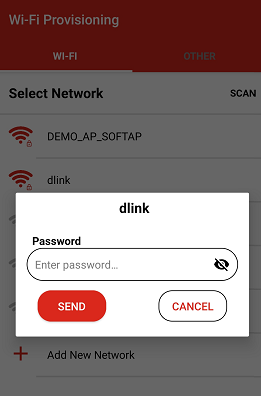 Wi-Fi Provisioning
WI-FI OTHER
Select Network SCAN
DEMO_AP_SOFTAP
dlink
dlink
Password
Enter password...
SEND CANCEL
Add New Network